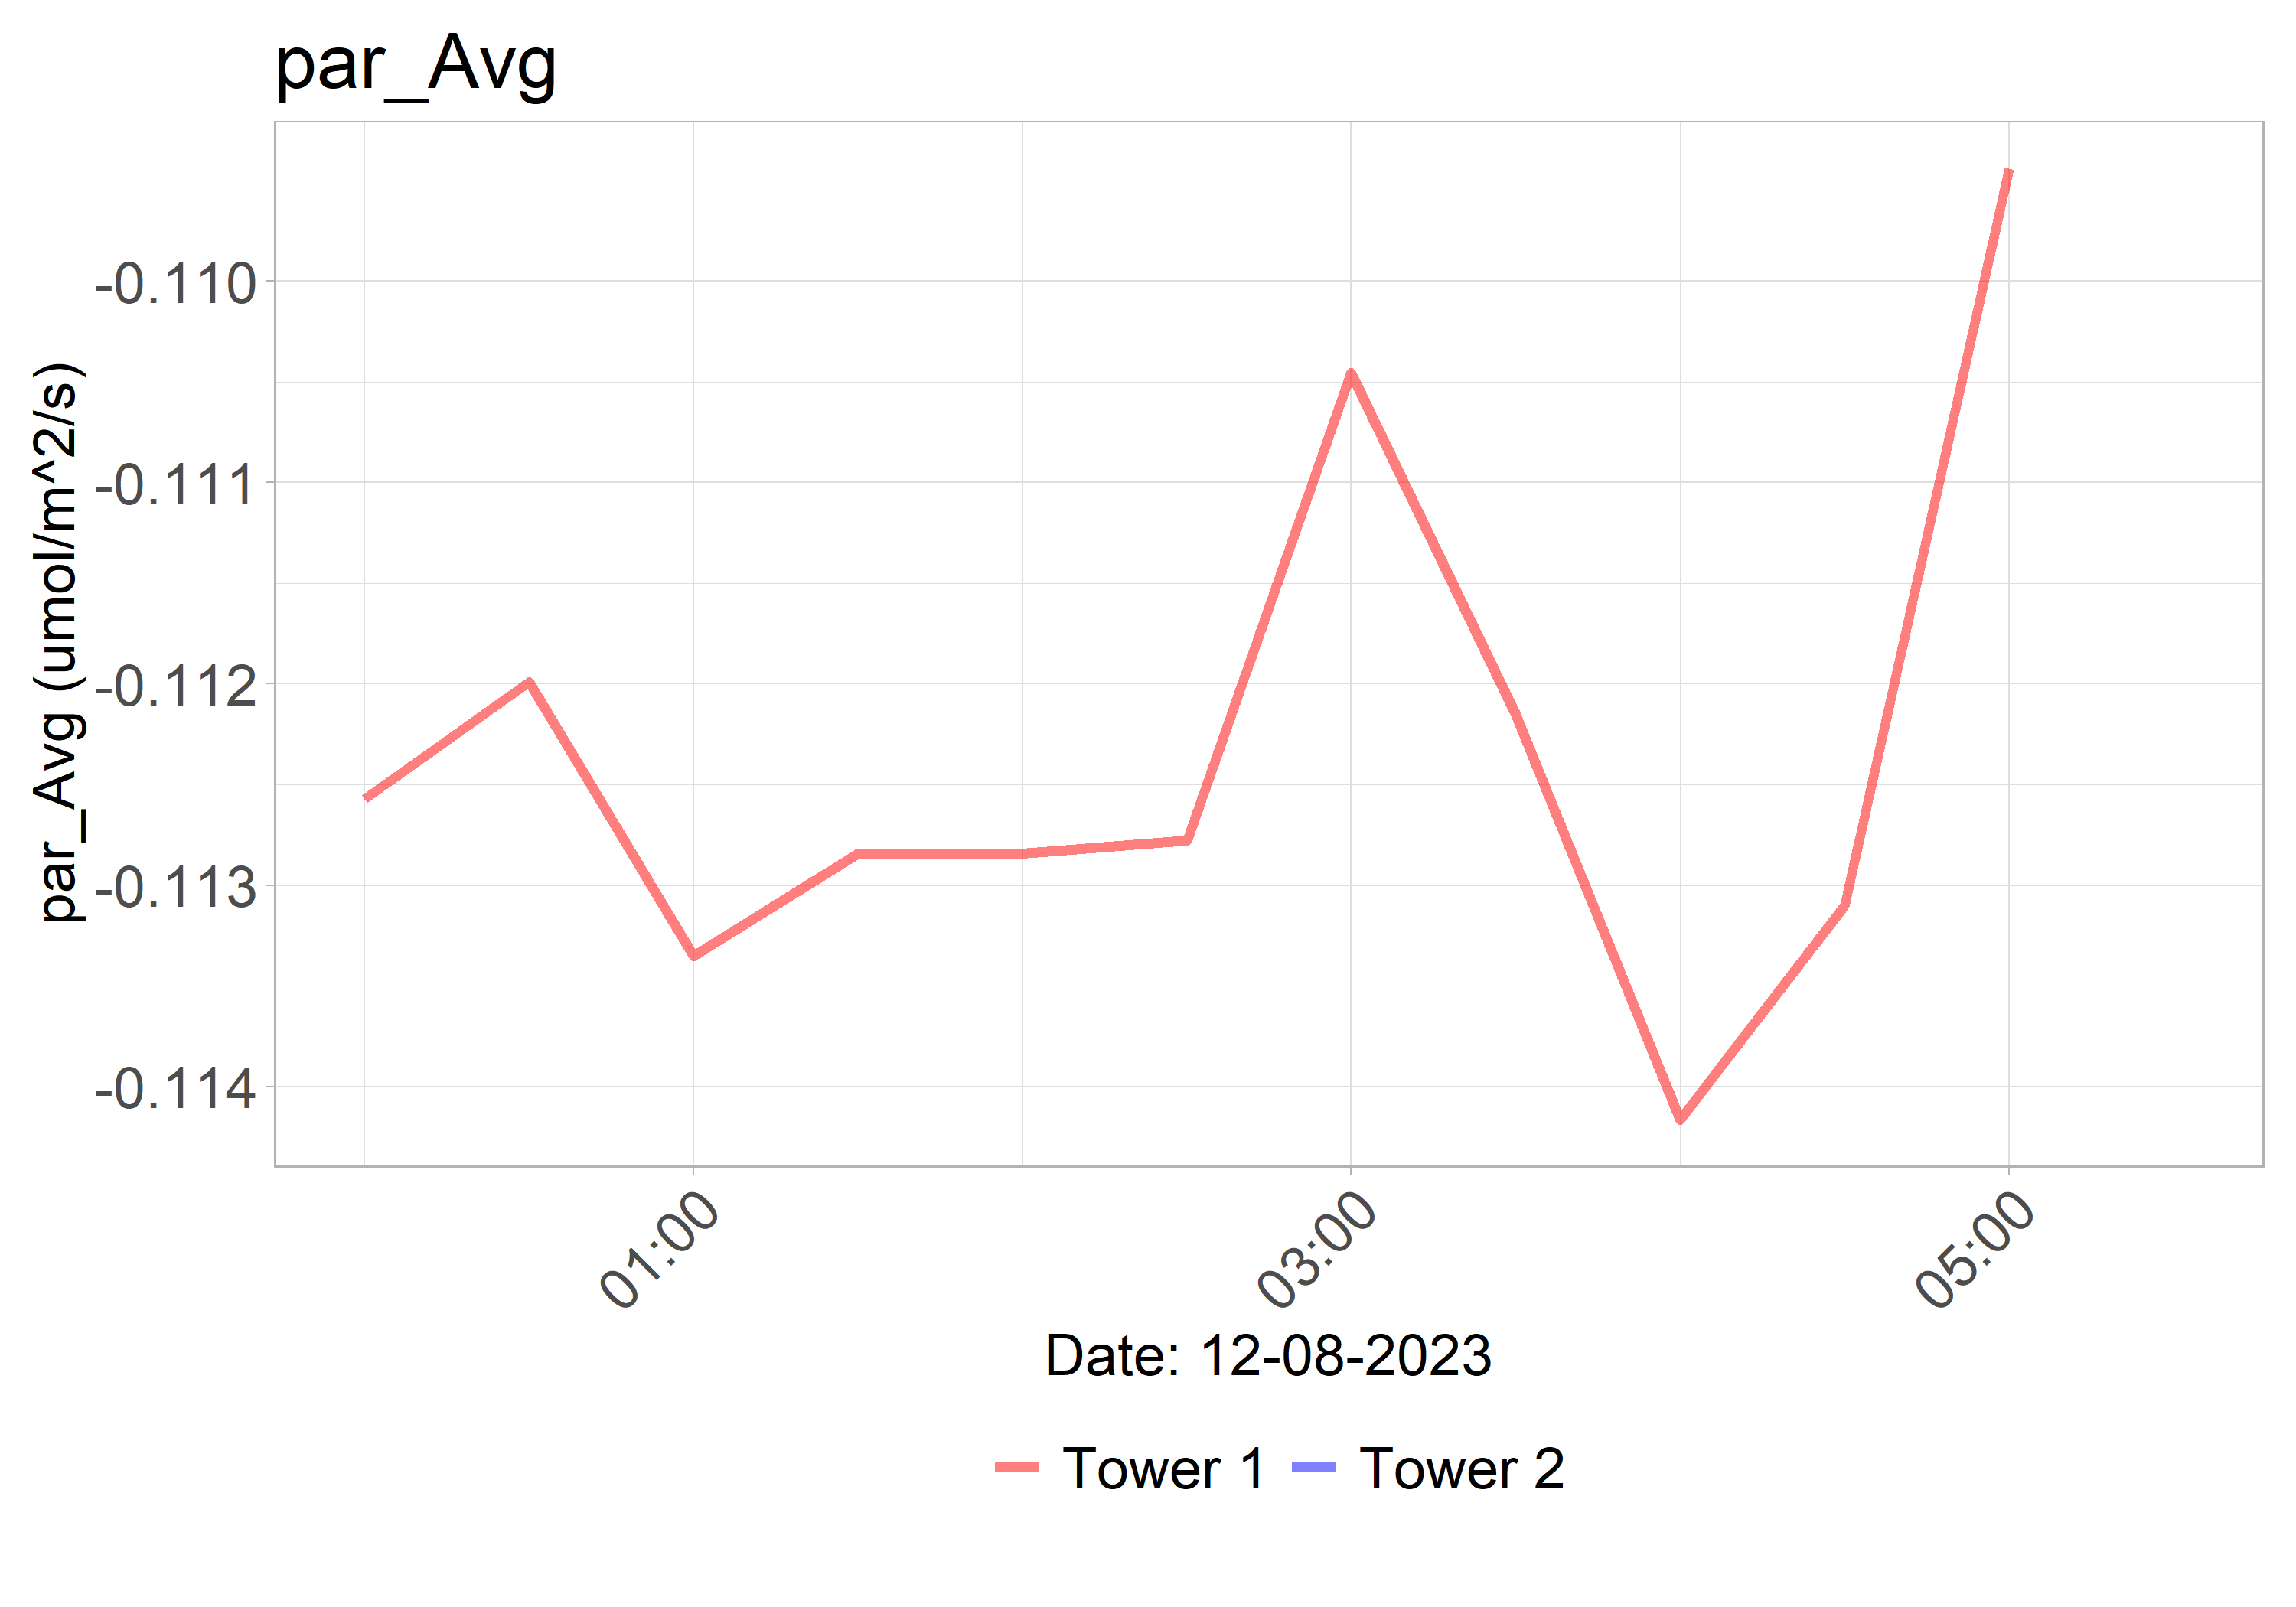 par_Avg
par_Avg (umol/m^2/s)
-0.110
-0.111
-0.112
-0.113
-0.114
01:00
03:00
05:00
Date: 12-08-2023
Tower 1
Tower 2